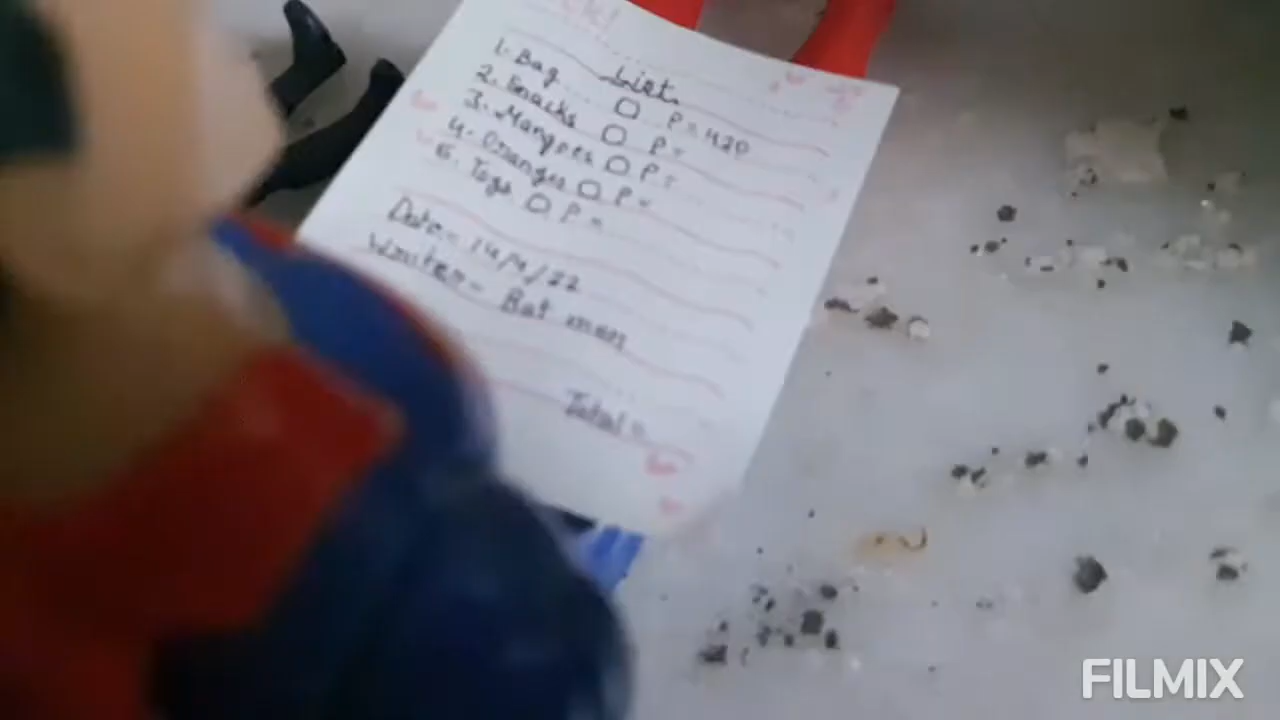 List.
1. Bag ☐ P = 420
2. Snacks ☐ P =
3. Mangoes ☐ P =
4. Oranges ☐ P =
5. Toys ☐ P =
Date = 14/4/22
Writer - Bat man
Total =
FILMIX